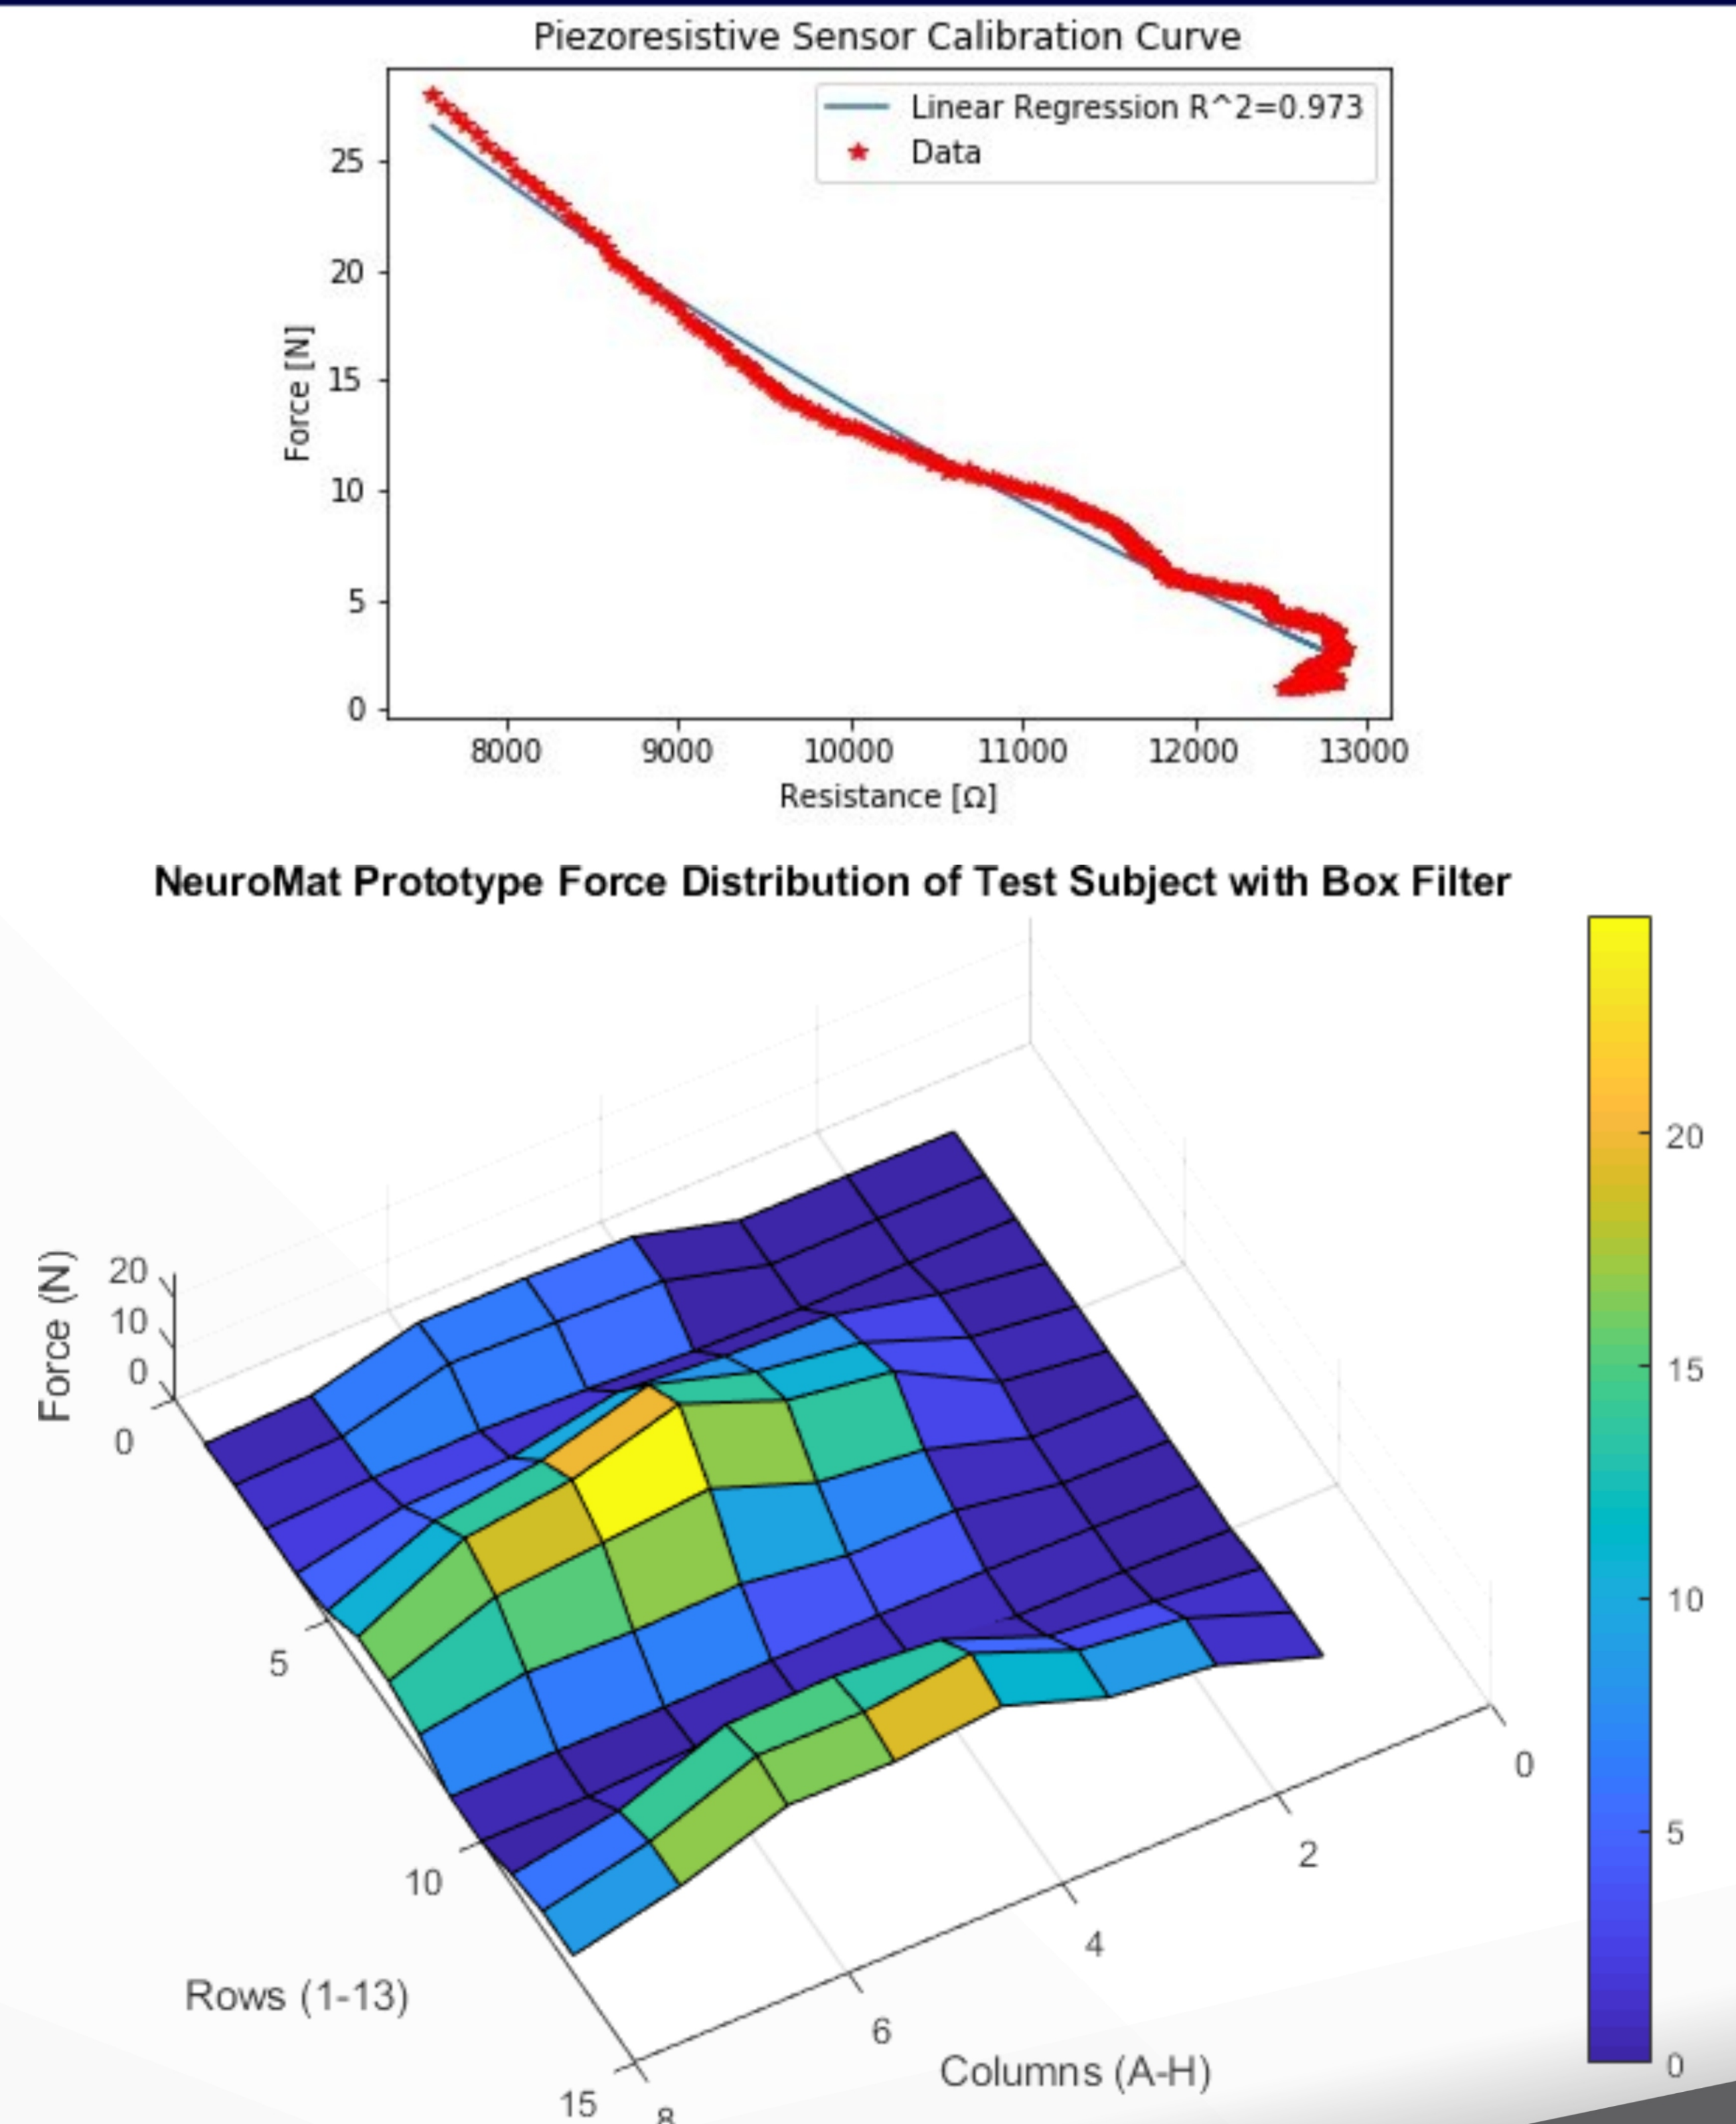 Piezoresistive Sensor Calibration Curve
Linear Regression R^2=0.973
Data
25
20
15
10
5
0
Force [N]
8000 9000 10000 11000 12000 13000
Resistance [Ω]
NeuroMat Prototype Force Distribution of Test Subject with Box Filter
20
15
10
5
0
Force (N)
20
10
0
0
5
10
15
Rows (1-13)
0
2
4
6
8
Columns (A-H)